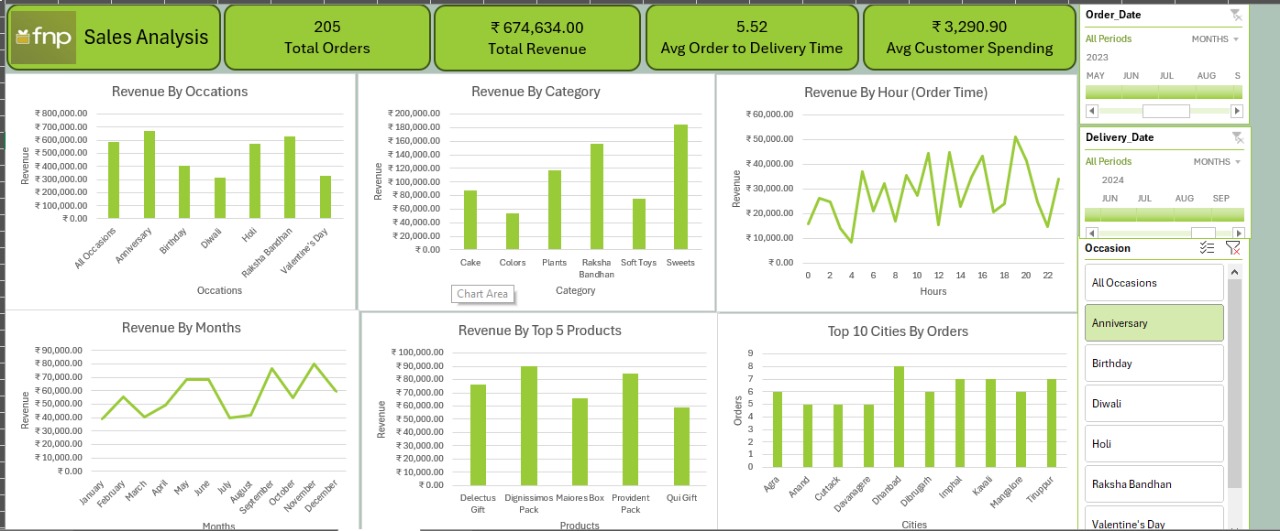 fnp Sales Analysis
205
Total Orders
₹ 674,634.00
Total Revenue
5.52
Avg Order to Delivery Time
₹ 3,290.90
Avg Customer Spending
Revenue By Occations
Revenue
₹ 800,000.00
₹ 700,000.00
₹ 600,000.00
₹ 500,000.00
₹ 400,000.00
₹ 300,000.00
₹ 200,000.00
₹ 100,000.00
₹ 0.00
All Occasions
Anniversary
Birthday
Diwali
Holi
Raksha Bandhan
Valentine's Day
Occations
Revenue By Category
Revenue
₹ 200,000.00
₹ 180,000.00
₹ 160,000.00
₹ 140,000.00
₹ 120,000.00
₹ 100,000.00
₹ 80,000.00
₹ 60,000.00
₹ 40,000.00
₹ 20,000.00
₹ 0.00
Cake Colors Plants Raksha Soft Toys Sweets
Bandhan
Chart Area
Category
Revenue By Hour (Order Time)
Revenue
₹ 60,000.00
₹ 50,000.00
₹ 40,000.00
₹ 30,000.00
₹ 20,000.00
₹ 10,000.00
₹ 0.00
0 2 4 6 8 10 12 14 16 18 20 22
Hours
Revenue By Months
Revenue
₹ 90,000.00
₹ 80,000.00
₹ 70,000.00
₹ 60,000.00
₹ 50,000.00
₹ 40,000.00
₹ 30,000.00
₹ 20,000.00
₹ 10,000.00
₹ 0.00
January
February
March
April
May
June
July
August
September
October
November
December
Months
Revenue By Top 5 Products
Revenue
₹ 100,000.00
₹ 90,000.00
₹ 80,000.00
₹ 70,000.00
₹ 60,000.00
₹ 50,000.00
₹ 40,000.00
₹ 30,000.00
₹ 20,000.00
₹ 10,000.00
₹ 0.00
Delectus Dignissimos Maiores Box Provident Qui Gift
Gift Pack Pack
Products
Top 10 Cities By Orders
Orders
9
8
7
6
5
4
3
2
1
0
Agra
Anand
Cuttack
Davanagere
Dhanbad
Dibrugarh
Imphal
Kavali
Mangalore
Tiruppur
Cities
Order_Date
All Periods MONTHS
2023
MAY JUN JUL AUG S
Delivery_Date
All Periods MONTHS
2024
JUN JUL AUG SEP
Occasion
All Occasions
Anniversary
Birthday
Diwali
Holi
Raksha Bandhan
Valentine's Day